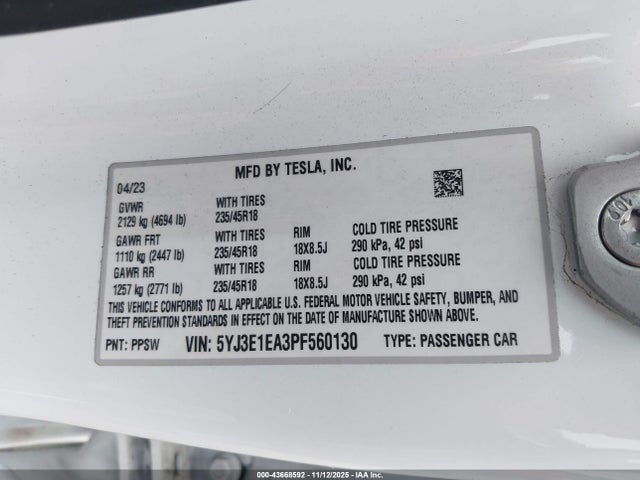 MFD BY TESLA, INC.
04/23
GVWR WITH TIRES
2129 kg (4694 lb) 235/45R18
GAWR FRT WITH TIRES RIM COLD TIRE PRESSURE
1110 kg (2447 lb) 235/45R18 18X8.5J 290 kPa, 42 psi
GAWR RR WITH TIRES RIM COLD TIRE PRESSURE
1257 kg (2771 lb) 235/45R18 18X8.5J 290 kPa, 42 psi
THIS VEHICLE CONFORMS TO ALL APPLICABLE U.S. FEDERAL MOTOR VEHICLE SAFETY, BUMPER, AND
THEFT PREVENTION STANDARDS IN EFFECT ON THE DATE OF MANUFACTURE SHOWN ABOVE.
PNT: PPSW VIN: 5YJ3E1EA3PF560130 TYPE: PASSENGER CAR
10.9
© - 43668592 - 11/12/2025 - IAA Inc.